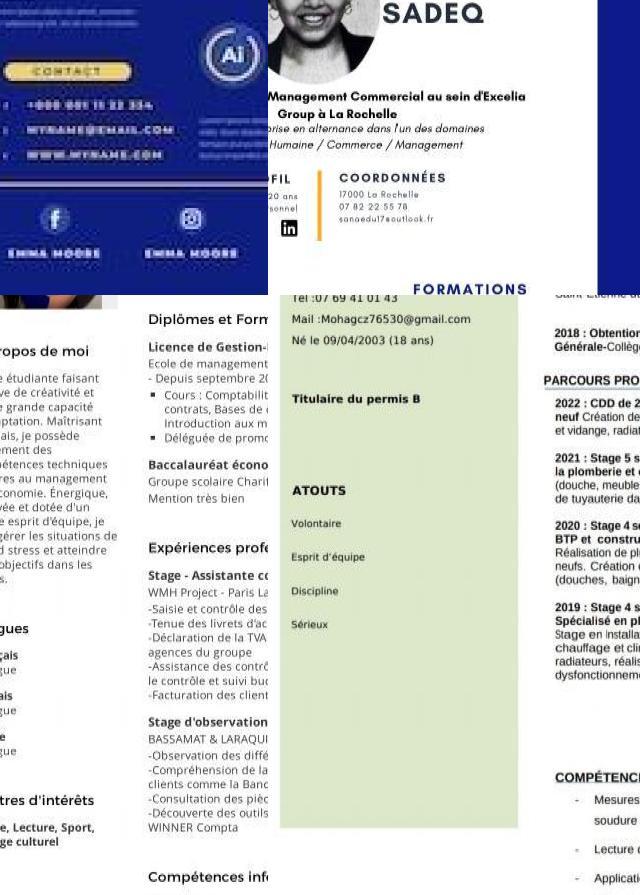 CONTACT
+000 001 11 22 334
MYNAME@EMAIL.COM
WWW.MYNAME.COM
Ai
EMMA MOORE
EMMA MOORE
SADEQ
Management Commercial au sein d'Excelia
Group à La Rochelle
prise en alternance dans l'un des domaines
Humaine / Commerce / Management
FIL
20 ans
sonnel
in
COORDONNÉES
17000 La Rochelle
07 82 22 55 78
sanaedu17@outlook.fr
FORMATIONS
ropos de moi
e étudiante faisant
ve de créativité et
e grande capacité
ptation. Maîtrisant
ais, je possède
ement des
pétences techniques
res au management
conomie. Énergique,
vée et dotée d'un
e esprit d'équipe, je
gérer les situations de
d stress et atteindre
objectifs dans les
s.
gues
çais
gue
ais
gue
e
gue
tres d'intérêts
e, Lecture, Sport,
ge culturel
Diplômes et Form
Licence de Gestion-
Ecole de management
- Depuis septembre 20
▪ Cours : Comptabilit
contrats, Bases de
Introduction aux m
▪ Déléguée de promo
Baccalauréat écono
Groupe scolaire Charif
Mention très bien
Expériences profe
Stage - Assistante co
WMH Project - Paris La
-Saisie et contrôle des
-Tenue des livrets d'ac
-Déclaration de la TVA
agences du groupe
-Assistance des contrô
le contrôle et suivi bud
-Facturation des client
Stage d'observation
BASSAMAT & LARAQUI
-Observation des diffé
-Compréhension de la
clients comme la Banq
-Consultation des pièc
-Découverte des outils
WINNER Compta
Compétences info
Tel :07 69 41 01 43
Mail :Mohagcz76530@gmail.com
Né le 09/04/2003 (18 ans)
Titulaire du permis B
ATOUTS
Volontaire
Esprit d'équipe
Discipline
Sérieux
Saint-Etienne du
2018 : Obtention
Générale-Collège
PARCOURS PRO
2022 : CDD de 2
neuf Création de
et vidange, radiat
2021 : Stage 5 s
la plomberie et c
(douche, meuble
de tuyauterie da
2020 : Stage 4 se
BTP et constru
Réalisation de pl
neufs. Création
(douches, baign
2019 : Stage 4 s
Spécialisé en pl
Stage en Installa
chauffage et clin
radiateurs, réalis
dysfonctionneme
COMPÉTENC
- Mesures
soudure
- Lecture d
- Applicati